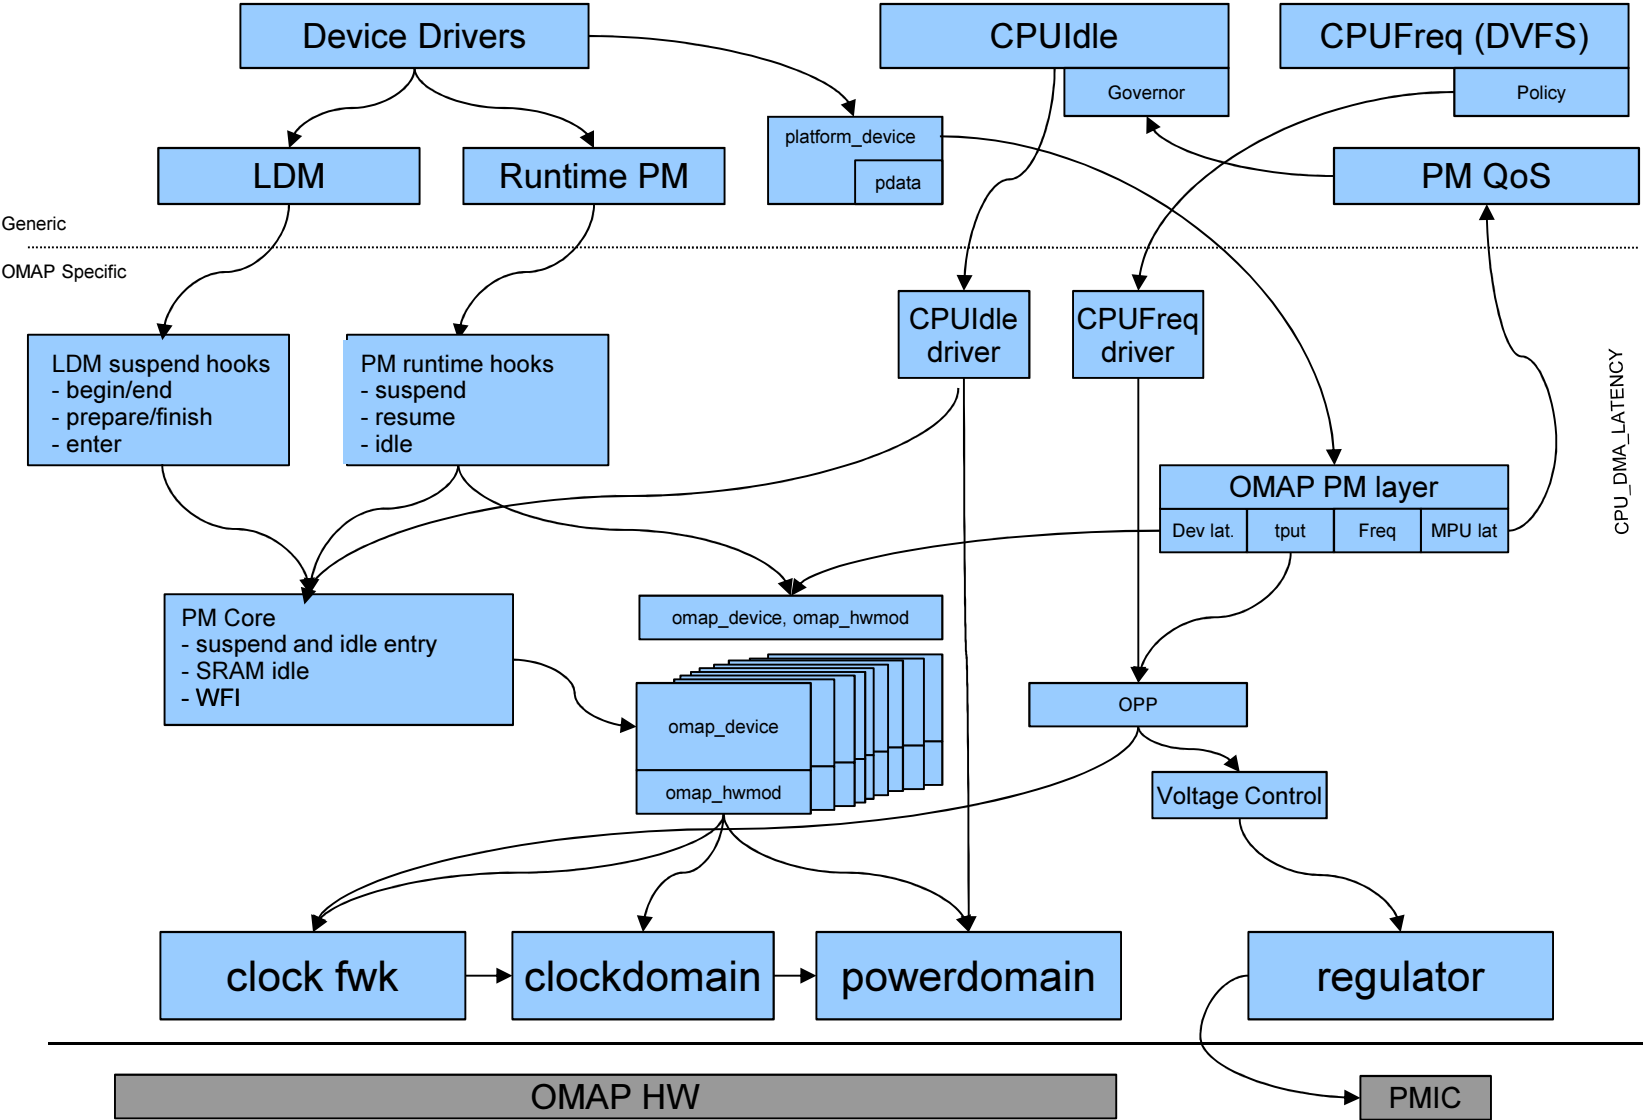 Device Drivers
CPUIdle
CPUFreq (DVFS)
Governor
Policy
platform_device
pdata
LDM
Runtime PM
PM QoS
Generic
OMAP Specific
CPUIdle
driver
CPUFreq
driver
LDM suspend hooks
- begin/end
- prepare/finish
- enter
PM runtime hooks
- suspend
- resume
- idle
CPU_DMA_LATENCY
OMAP PM layer
Dev lat.
tput
Freq
MPU lat
PM Core
- suspend and idle entry
- SRAM idle
- WFI
omap_device, omap_hwmod
omap_device
omap_hwmod
OPP
Voltage Control
clock fwk
clockdomain
powerdomain
regulator
OMAP HW
PMIC